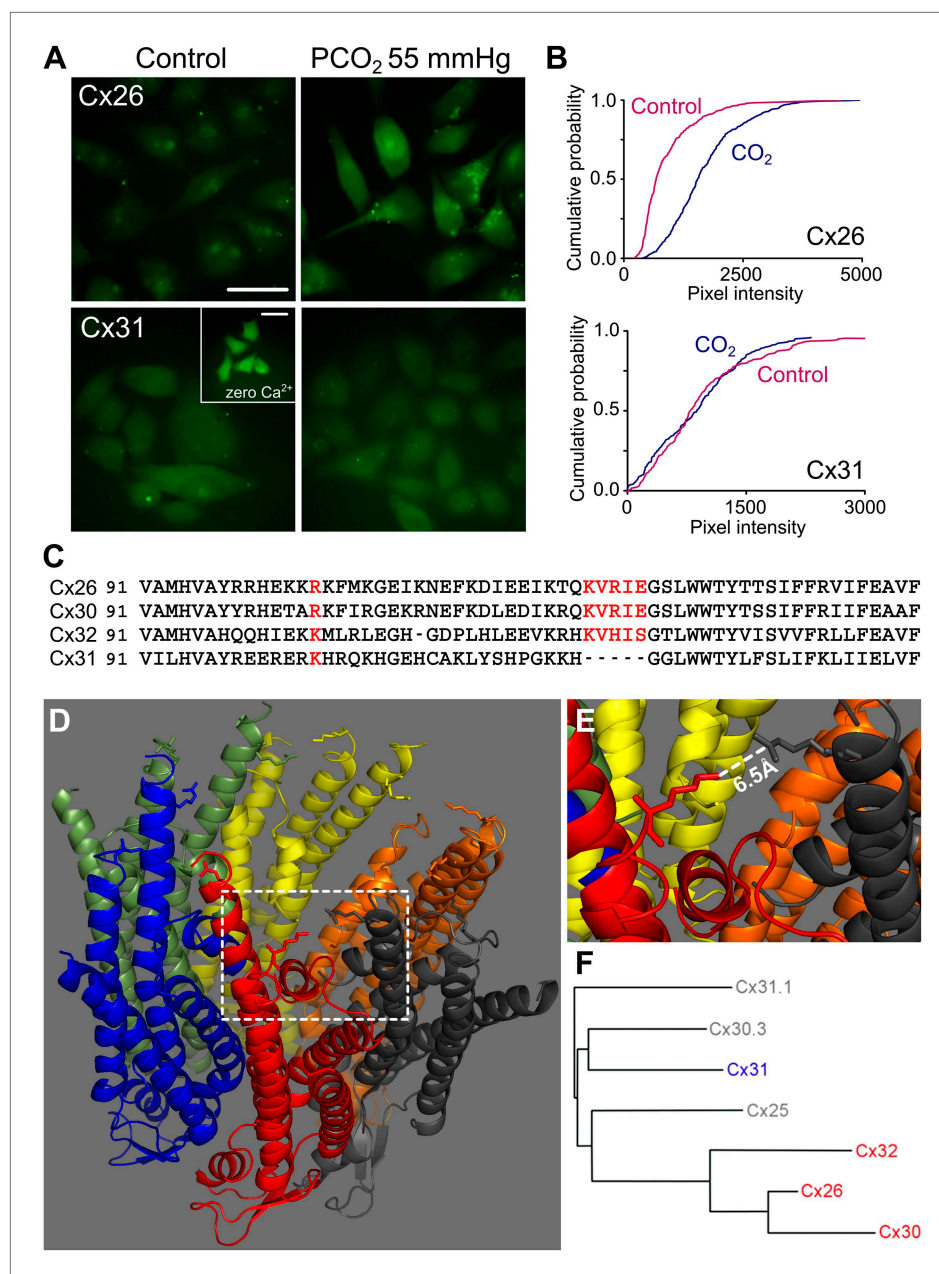 A
Control
PCO₂ 55 mmHg
Cx26
Cx31
zero Ca²⁺
B
Cumulative probability
1.0
0.5
0.0
Control
CO₂
Cx26
0
2500
5000
Pixel intensity
Cumulative probability
1.0
0.5
0.0
CO₂
Control
Cx31
0
1500
3000
Pixel intensity
C
Cx26 91 VAMHVAYRRHEKKRKFMKGEIKNEFKDIEEIKTQKVRIEGSLWWTYTTSIFFRVIFEAVF
Cx30 91 VAMHVAYYRHETARKFIRGEKRNEFKDLEDIKRQKVRIEGSLWWTYTSSIFFRIIFEAAF
Cx32 91 VAMHVAHQQHIEKKMLRLEGH-GDPLHLEEVKRHKVHISGTLWWTYVISVVFRLLFEAVF
Cx31 91 VILHVAYREERERKHRQKHGEHCAKLYSHPGKKH-----GGLWWTYLFSLIFKLIIELVF
D
E
6.5Å
F
Cx31.1
Cx30.3
Cx31
Cx25
Cx32
Cx26
Cx30